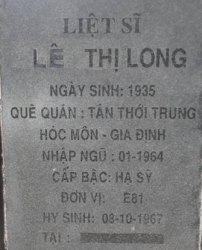 LIỆT SĨ
LÊ THỊ LONG
NGÀY SINH: 1935
QUÊ QUÁN : TÂN THỚI TRUNG
HÓC MÔN - GIA ĐỊNH
NHẬP NGŨ : 01-1964
CẤP BẬC: HẠ SỸ
ĐƠN VỊ: E81
HY SINH: 08-10-1967
TẠI :